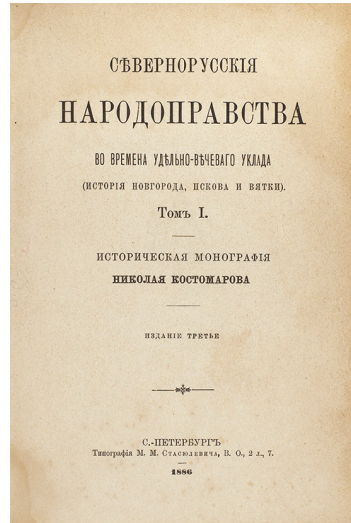 СѢВЕРНОРУССКІЯ
НАРОДОПРАВСТВА
ВО ВРЕМЕНА УДѢЛЬНО-ВѢЧЕВАГО УКЛАДА
(ИСТОРІЯ НОВГОРОДА, ПСКОВА И ВЯТКИ).
Томъ I.
ИСТОРИЧЕСКАЯ МОНОГРАФІЯ
НИКОЛАЯ КОСТОМАРОВА
ИЗДАНІЕ ТРЕТЬЕ
С.-ПЕТЕРБУРГЪ
Типографія М. М. Стасюлевича, В. О., 2 л., 7.
1886